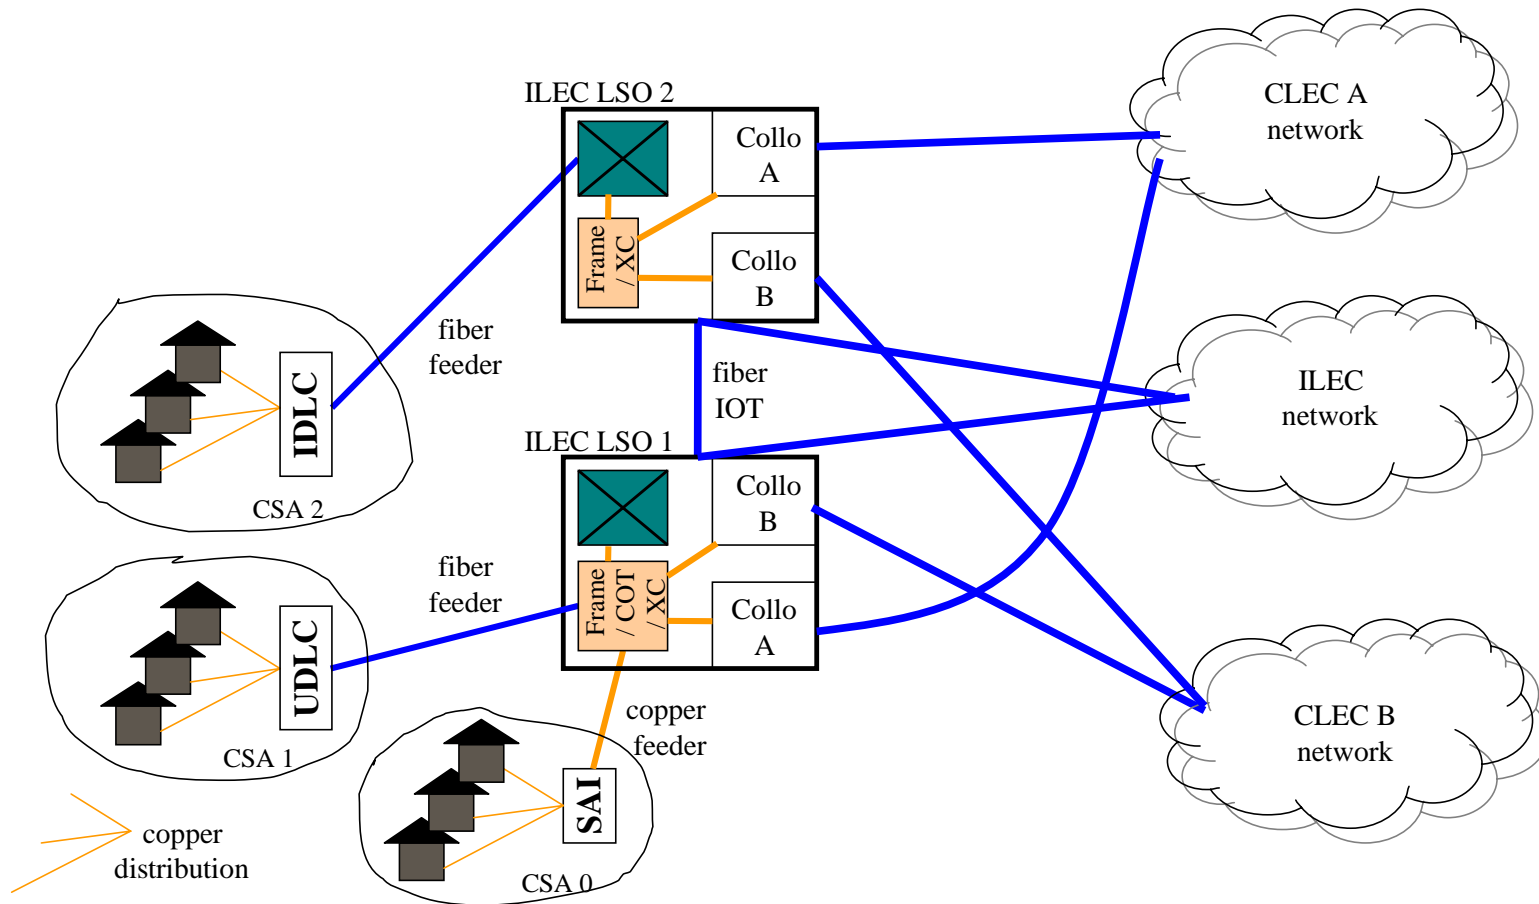 CLEC A
network
ILEC LSO 2
Collo
A
Frame
/ XC
Collo
B
fiber
feeder
IDLC
CSA 2
fiber
IOT
ILEC
network
ILEC LSO 1
Collo
B
fiber
feeder
Frame
/ COT
/ XC
Collo
A
UDLC
CSA 1
copper
feeder
CLEC B
network
SAI
CSA 0
copper
distribution